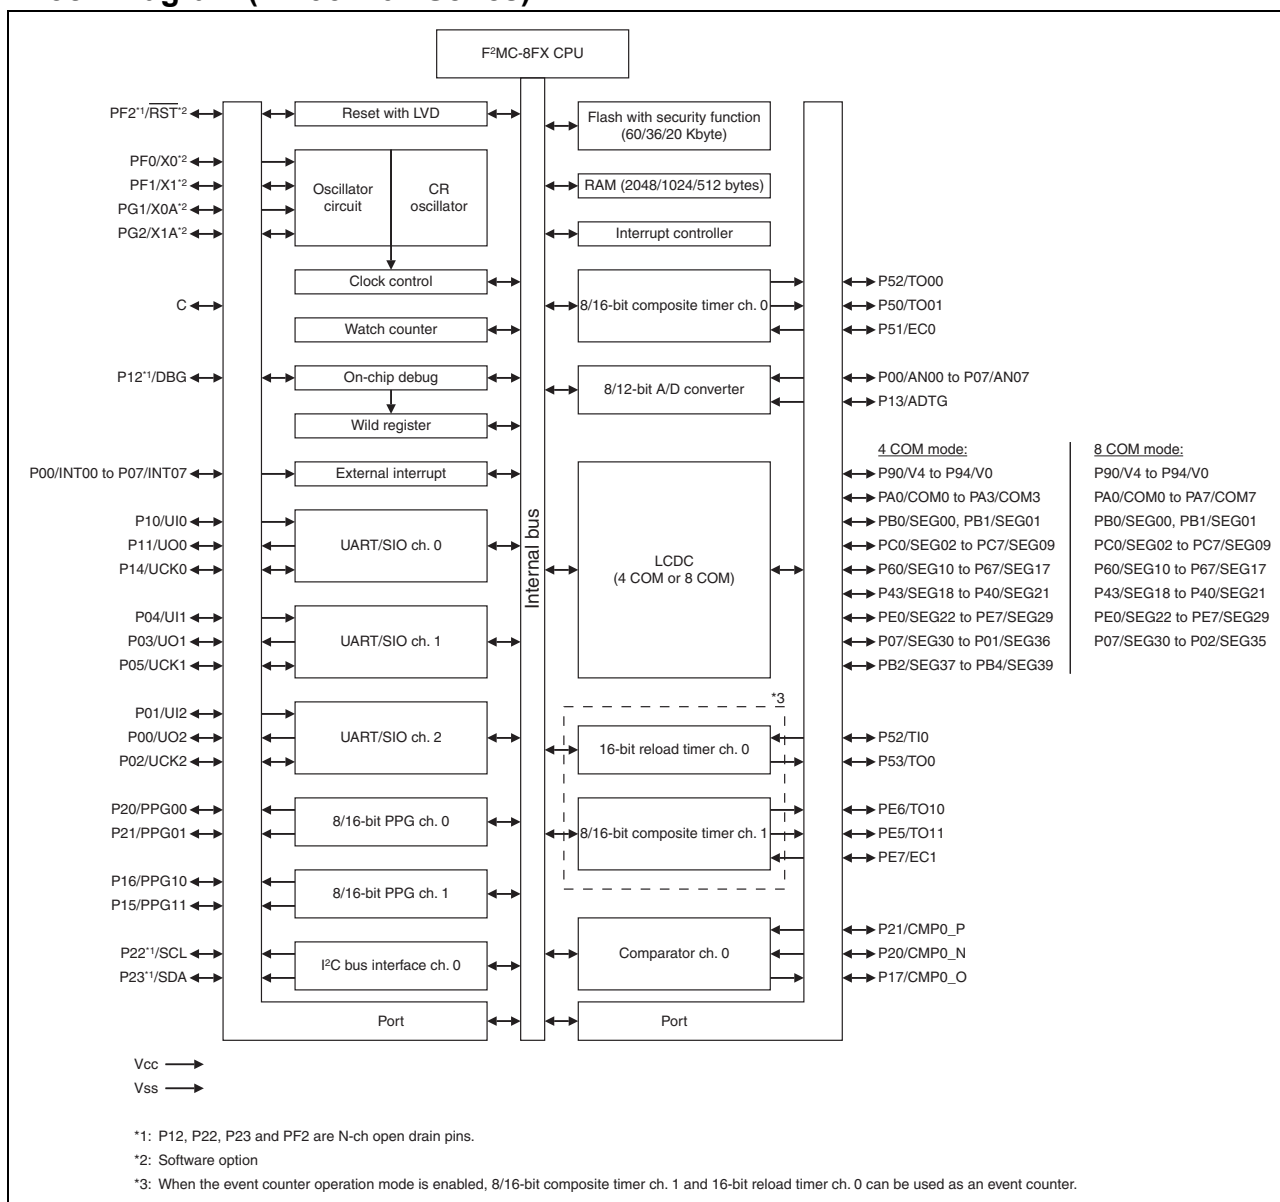 F²MC-8FX CPU
PF2*1/RST*2
Reset with LVD
Flash with security function
(60/36/20 Kbyte)
PF0/X0*2
PF1/X1*2
PG1/X0A*2
PG2/X1A*2
Oscillator
circuit
CR
oscillator
RAM (2048/1024/512 bytes)
Interrupt controller
Clock control
C
Watch counter
8/16-bit composite timer ch. 0
P52/TO00
P50/TO01
P51/EC0
P12*1/DBG
On-chip debug
Wild register
8/12-bit A/D converter
P00/AN00 to P07/AN07
P13/ADTG
P00/INT00 to P07/INT07
External interrupt
P10/UI0
P11/UO0
P14/UCK0
UART/SIO ch. 0
P04/UI1
P03/UO1
P05/UCK1
UART/SIO ch. 1
P01/UI2
P00/UO2
P02/UCK2
UART/SIO ch. 2
P20/PPG00
P21/PPG01
8/16-bit PPG ch. 0
P16/PPG10
P15/PPG11
8/16-bit PPG ch. 1
P22*1/SCL
P23*1/SDA
I²C bus interface ch. 0
Port
Internal bus
LCDC
(4 COM or 8 COM)
4 COM mode:
P90/V4 to P94/V0
PA0/COM0 to PA3/COM3
PB0/SEG00, PB1/SEG01
PC0/SEG02 to PC7/SEG09
P60/SEG10 to P67/SEG17
P43/SEG18 to P40/SEG21
PE0/SEG22 to PE7/SEG29
P07/SEG30 to P01/SEG36
PB2/SEG37 to PB4/SEG39
8 COM mode:
P90/V4 to P94/V0
PA0/COM0 to PA7/COM7
PB0/SEG00, PB1/SEG01
PC0/SEG02 to PC7/SEG09
P60/SEG10 to P67/SEG17
P43/SEG18 to P40/SEG21
PE0/SEG22 to PE7/SEG29
P07/SEG30 to P02/SEG35
*3
16-bit reload timer ch. 0
P52/TI0
P53/TO0
8/16-bit composite timer ch. 1
PE6/TO10
PE5/TO11
PE7/EC1
Comparator ch. 0
P21/CMP0_P
P20/CMP0_N
P17/CMP0_O
Port
Vcc
Vss
*1: P12, P22, P23 and PF2 are N-ch open drain pins.
*2: Software option
*3: When the event counter operation mode is enabled, 8/16-bit composite timer ch. 1 and 16-bit reload timer ch. 0 can be used as an event counter.